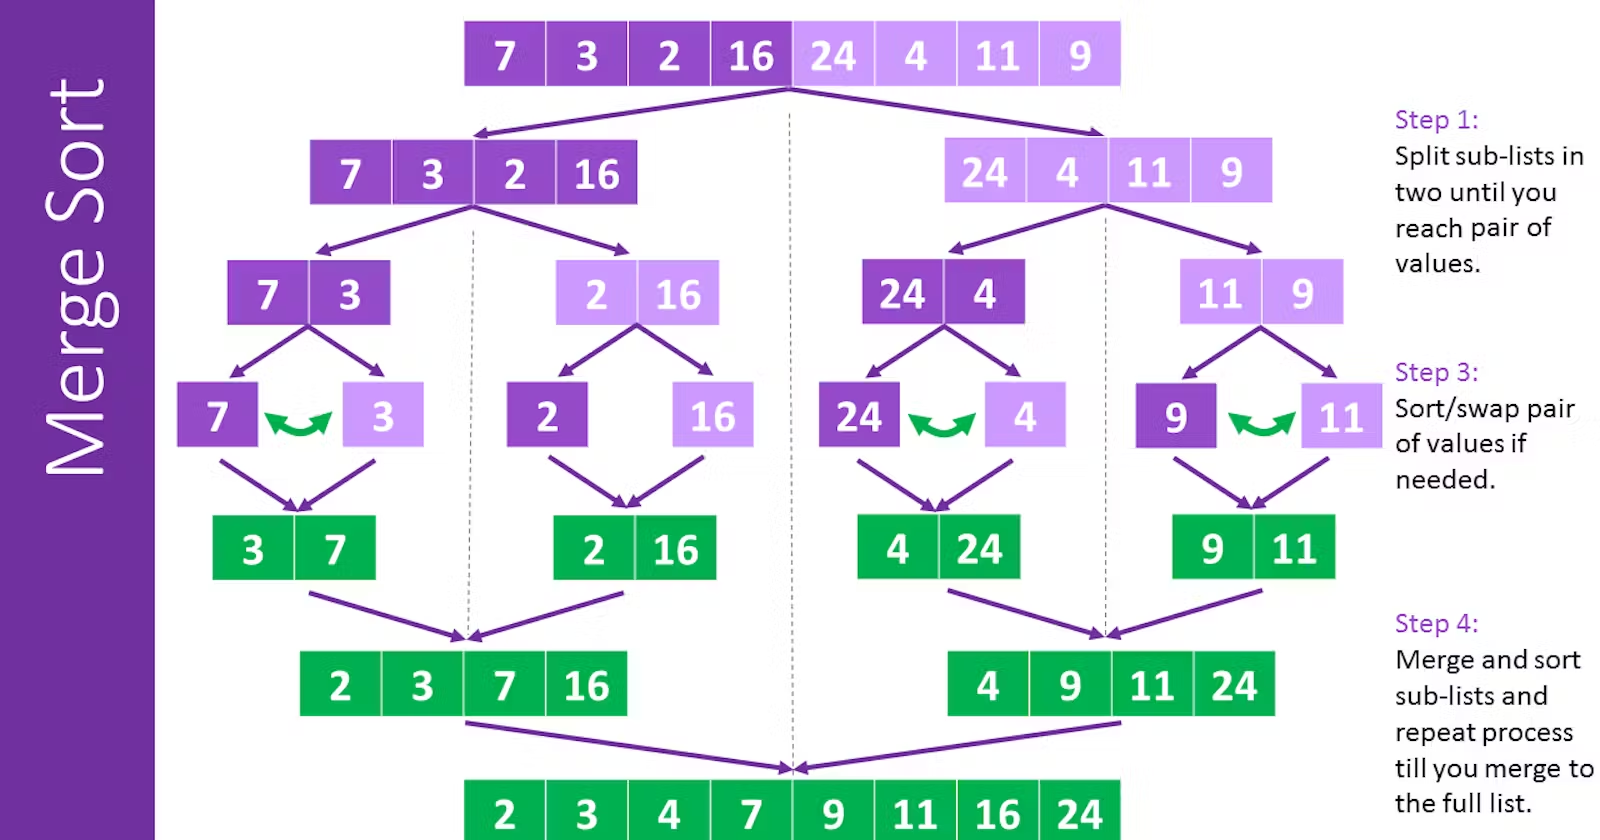 Merge Sort
7 3 2 16 24 4 11 9
Step 1:
Split sub-lists in
two until you
reach pair of
values.
7 3 2 16
24 4 11 9
7 3
2 16
24 4
11 9
Step 3:
Sort/swap pair
of values if
needed.
7
3
2
16
24
4
9
11
3 7
2 16
4 24
9 11
Step 4:
Merge and sort
sub-lists and
repeat process
till you merge to
the full list.
2 3 7 16
4 9 11 24
2 3 4 7 9 11 16 24